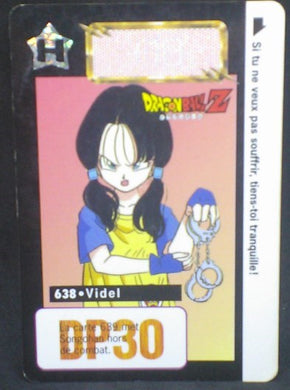 H
DRAGON BALL Z
Si tu ne veux pas souffrir, tiens-toi tranquille!
638•Videl
DP30
La carte 639 met
Songohan hors
de combat.